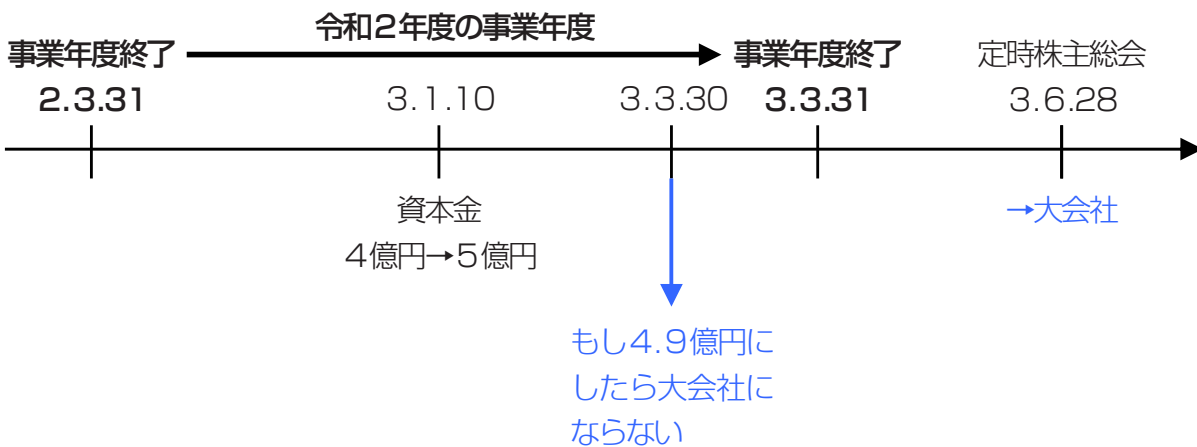 令和２年度の事業年度
事業年度終了
事業年度終了
定時株主総会
2.3.31
3.1.10
3.3.30
3.3.31
3.6.28
資本金
４億円→５億円
→大会社
もし４.９億円に
したら大会社に
ならない